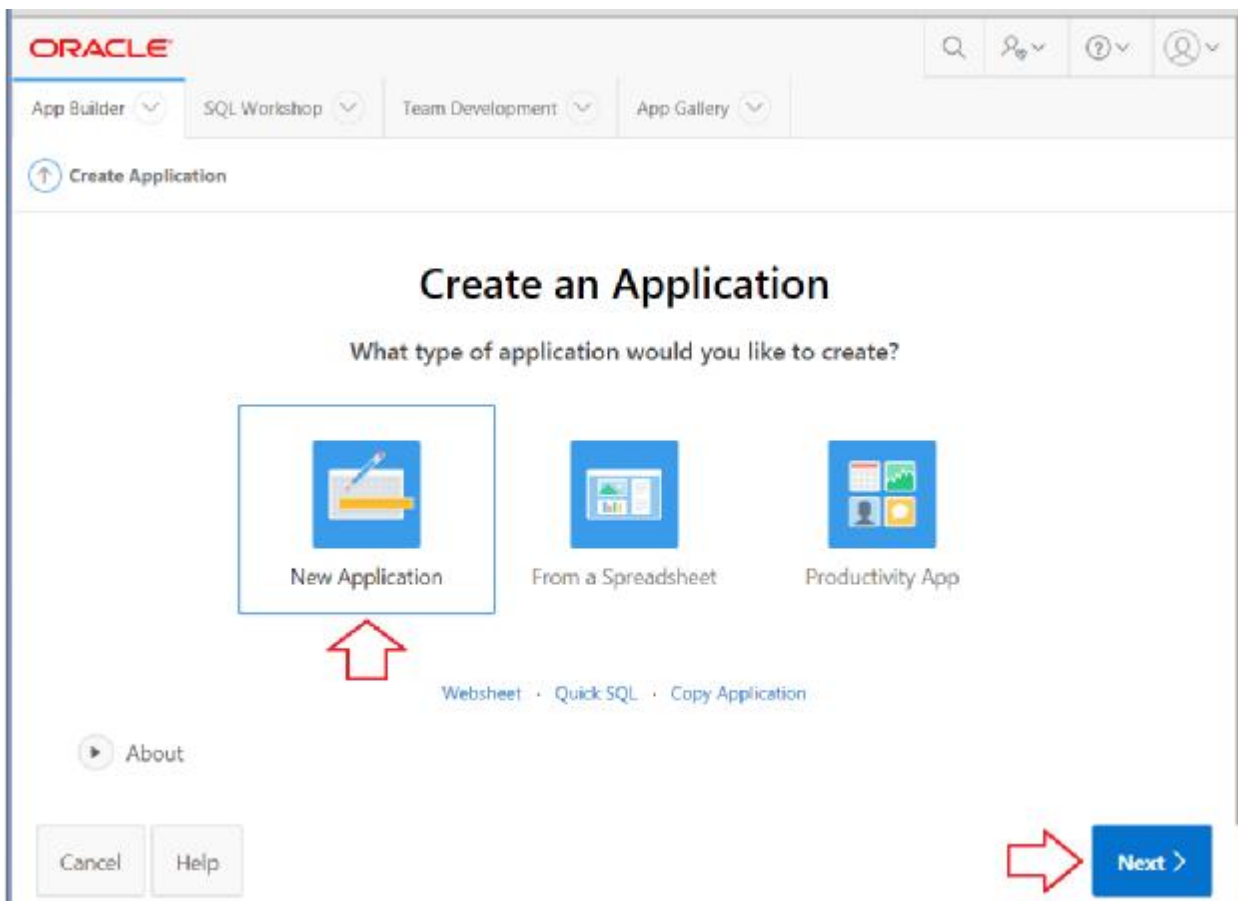 ORACLE
App Builder SQL Workshop Team Development App Gallery
Create Application
Create an Application
What type of application would you like to create?
New Application From a Spreadsheet Productivity App
Websheet · Quick SQL · Copy Application
About
Cancel Help Next